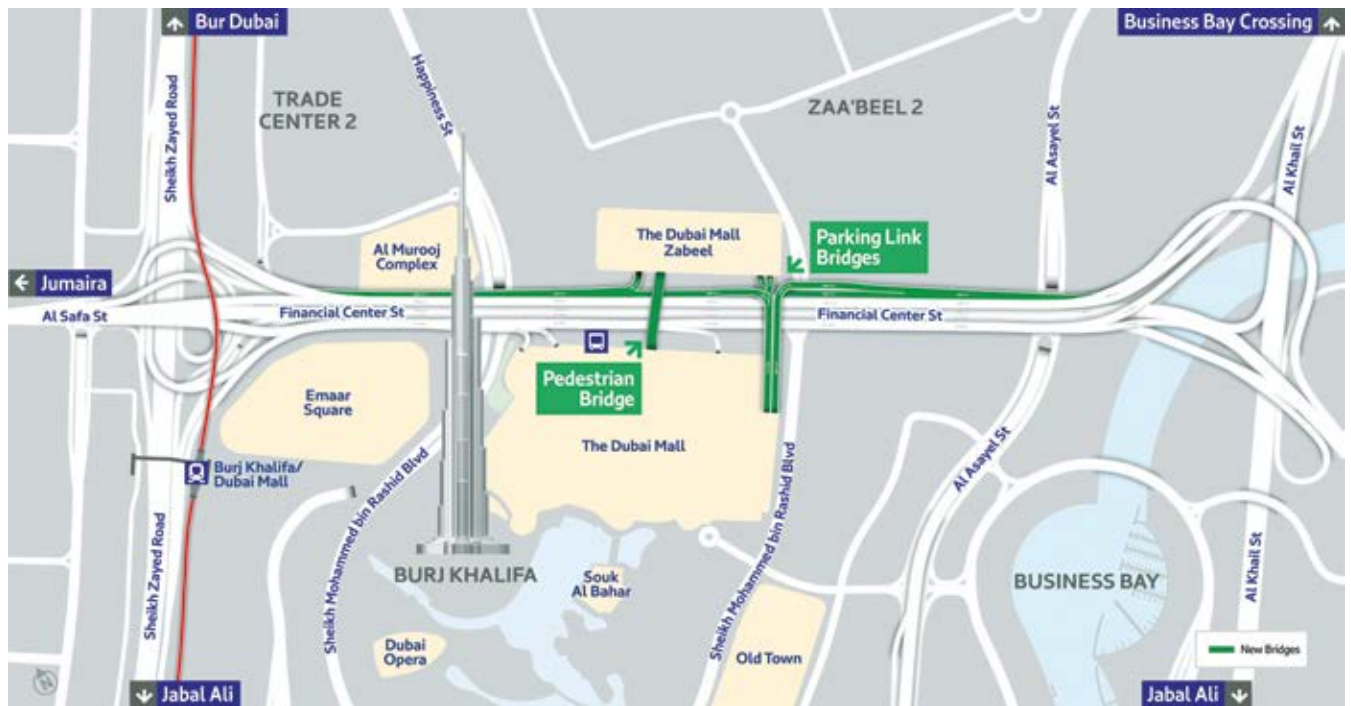 Bur Dubai
Business Bay Crossing
Sheikh Zayed Road
TRADE
CENTER 2
Happiness St
ZAA'BEEL 2
Al Asayel St
Al Khail St
Al Murooj
Complex
The Dubai Mall
Zabeel
Parking Link
Bridges
Jumaira
Al Safa St
Financial Center St
Financial Center St
Pedestrian
Bridge
Emaar
Square
The Dubai Mall
Burj Khalifa/
Dubai Mall
Sheikh Mohammed bin Rashid Blvd
Sheikh Mohammed bin Rashid Blvd
Al Asayel St
Sheikh Zayed Road
BURJ KHALIFA
Souk
Al Bahar
BUSINESS BAY
Al Khail St
Dubai
Opera
Old Town
New Bridges
N
Jabal Ali
Jabal Ali